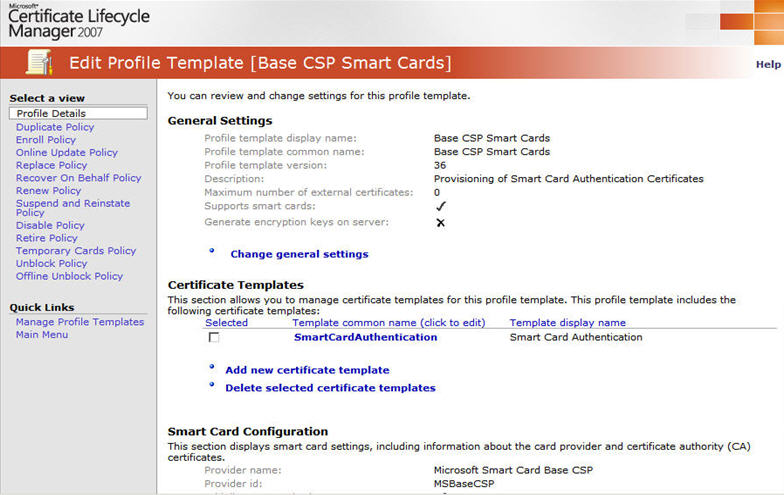 Microsoft®
Certificate Lifecycle
Manager 2007
Edit Profile Template [Base CSP Smart Cards]
Help
Select a view
Profile Details
Duplicate Policy
Enroll Policy
Online Update Policy
Replace Policy
Recover On Behalf Policy
Renew Policy
Suspend and Reinstate
Policy
Disable Policy
Retire Policy
Temporary Cards Policy
Unblock Policy
Offline Unblock Policy
Quick Links
Manage Profile Templates
Main Menu
You can review and change settings for this profile template.
General Settings
Profile template display name: Base CSP Smart Cards
Profile template common name: Base CSP Smart Cards
Profile template version: 36
Description: Provisioning of Smart Card Authentication Certificates
Maximum number of external certificates: 0
Supports smart cards:
Generate encryption keys on server:
Change general settings
Certificate Templates
This section allows you to manage certificate templates for this profile template. This profile template includes the
following certificate templates:
Selected Template common name (click to edit) Template display name
SmartCardAuthentication Smart Card Authentication
Add new certificate template
Delete selected certificate templates
Smart Card Configuration
This section displays smart card settings, including information about the card provider and certificate authority (CA)
certificates.
Provider name: Microsoft Smart Card Base CSP
Provider id: MSBaseCSP